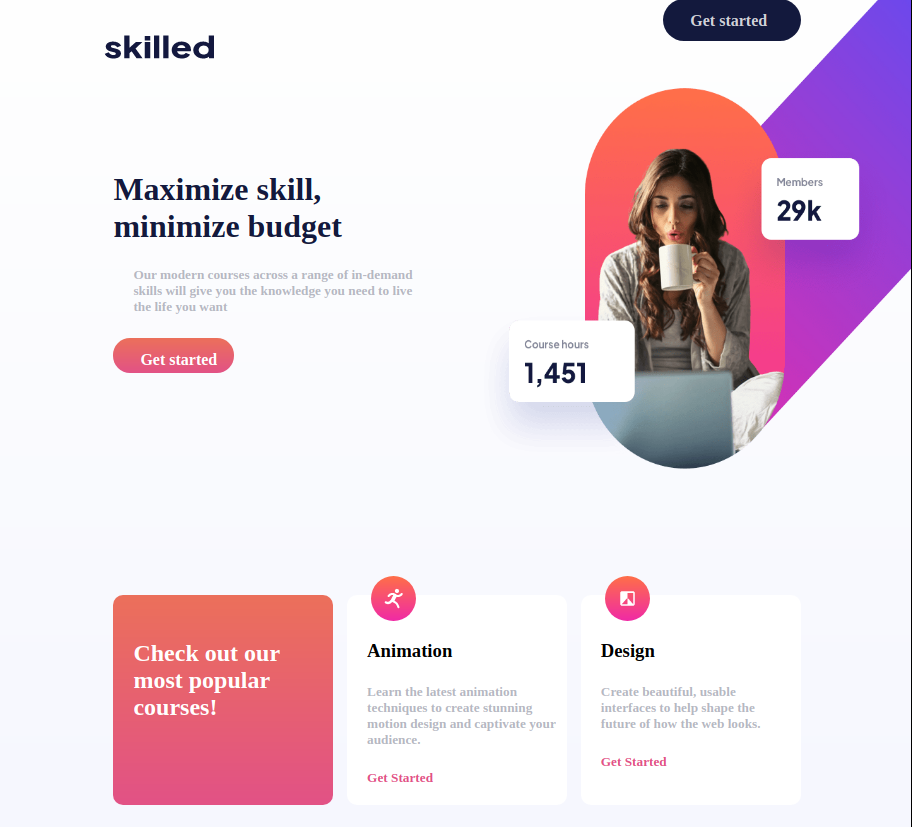 Get started
skilled
Maximize skill,
minimize budget
Our modern courses across a range of in-demand
skills will give you the knowledge you need to live
the life you want
Get started
Members
29k
Course hours
1,451
Check out our
most popular
courses!
Animation
Learn the latest animation
techniques to create stunning
motion design and captivate your
audience.
Get Started
Design
Create beautiful, usable
interfaces to help shape the
future of how the web looks.
Get Started